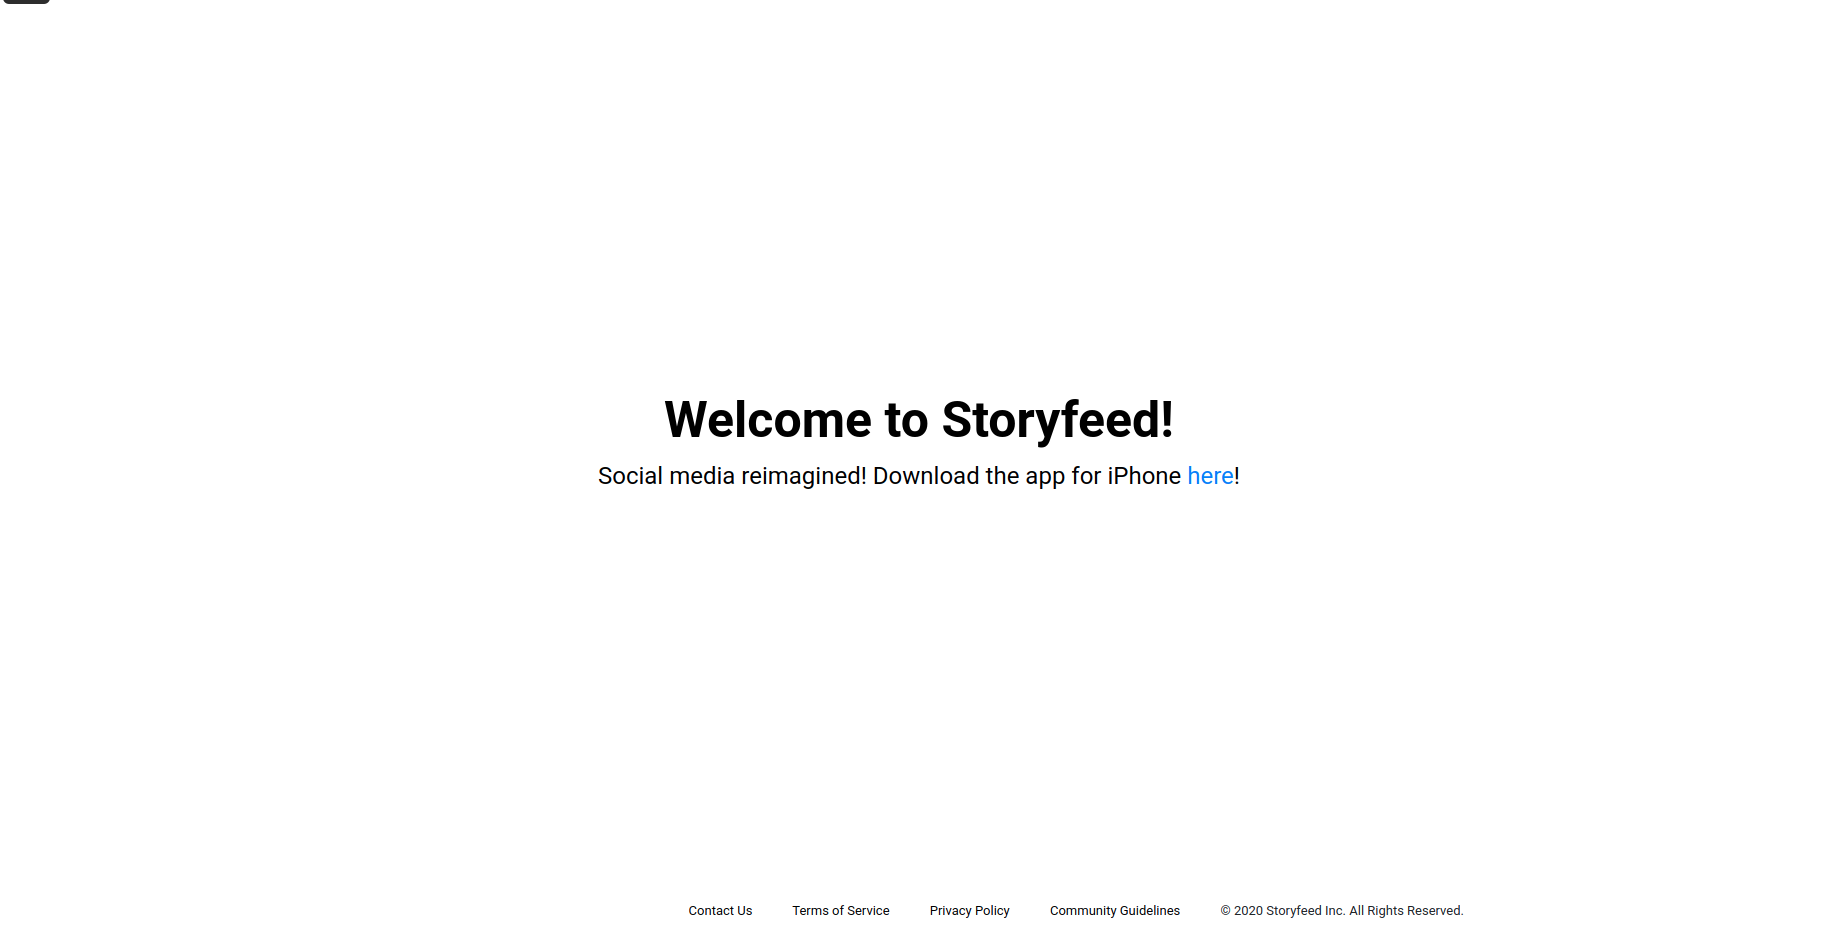 Welcome to Storyfeed!
Social media reimagined! Download the app for iPhone here!
Contact Us Terms of Service Privacy Policy Community Guidelines © 2020 Storyfeed Inc. All Rights Reserved.